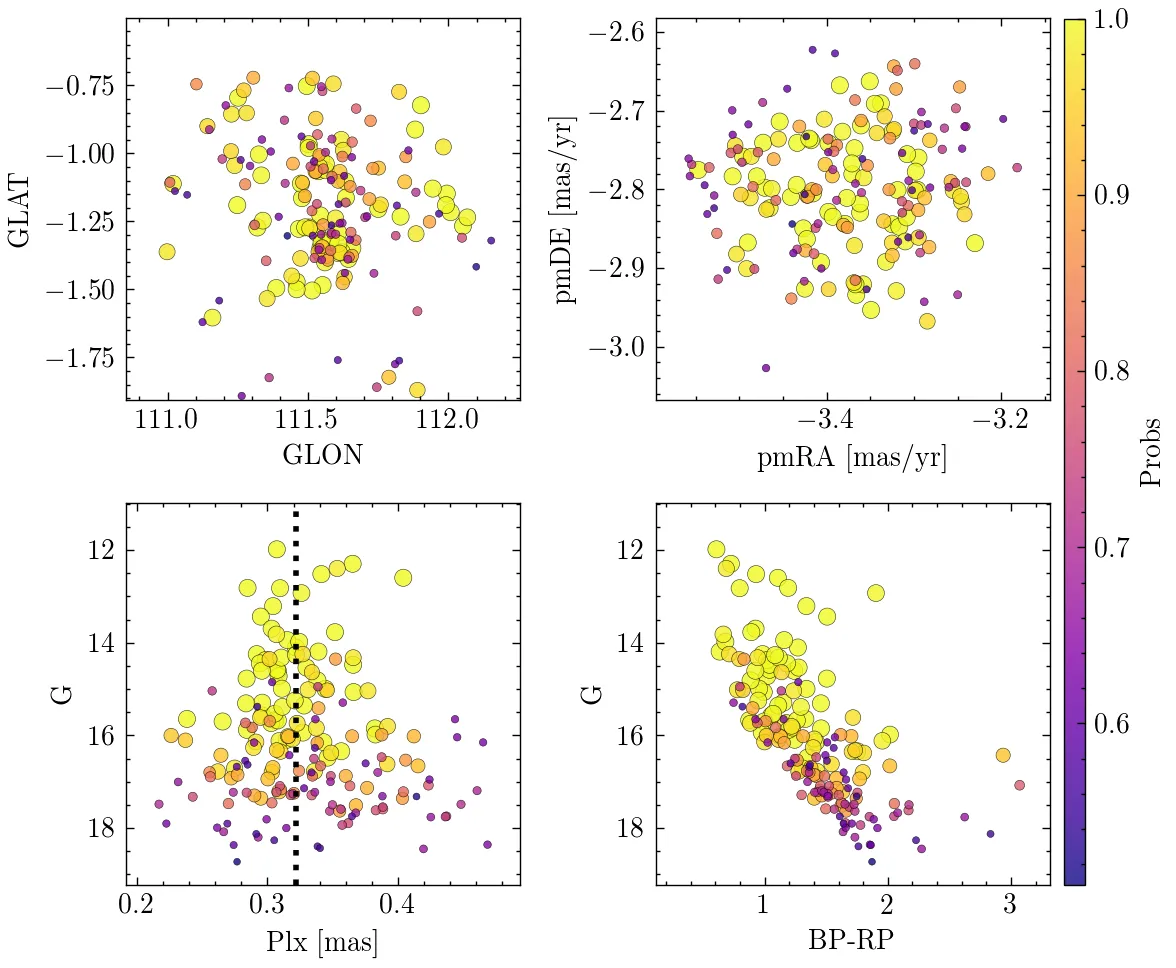 −0.75
−1.00
−1.25
−1.50
−1.75
GLAT
111.0 111.5 112.0
GLON
−2.6
−2.7
−2.8
−2.9
−3.0
pmDE [mas/yr]
−3.4 −3.2
pmRA [mas/yr]
12
14
16
18
G
0.2 0.3 0.4
Plx [mas]
12
14
16
18
G
1 2 3
BP-RP
1.0
0.9
0.8
0.7
0.6
Probs